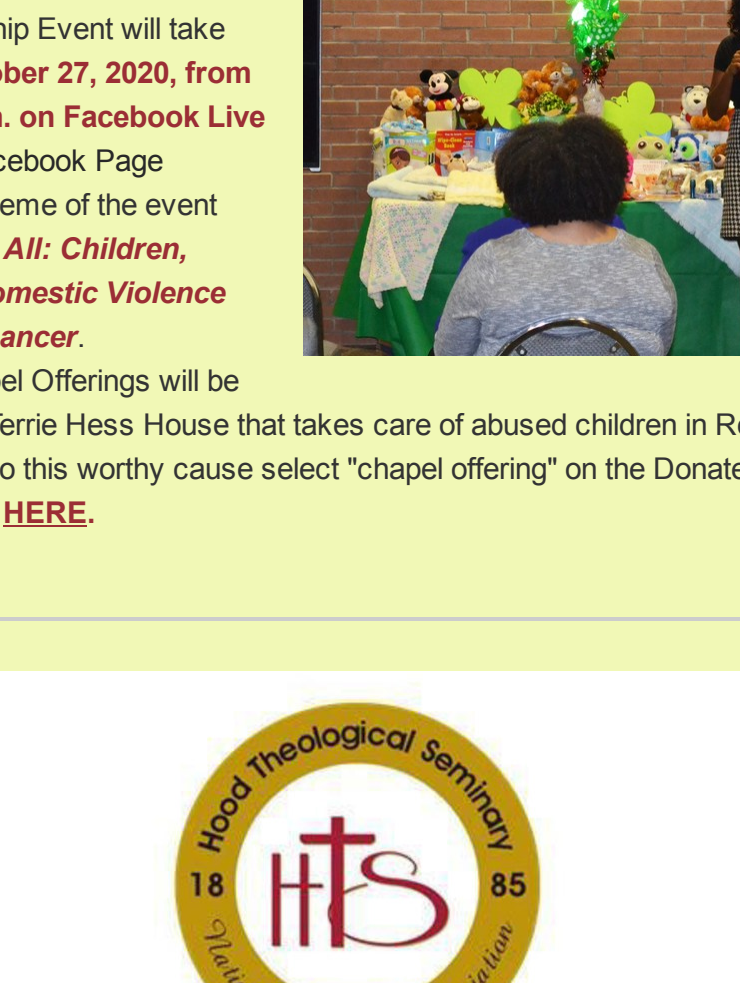 ip Event will take
ber 27, 2020, from
. on Facebook Live
cebook Page
eme of the event
All: Children,
omestic Violence
ancer.
el Offerings will be
errie Hess House that takes care of abused children in R
o this worthy cause select "chapel offering" on the Donate
HERE.
Hood Theological Seminary
18 85
HTS